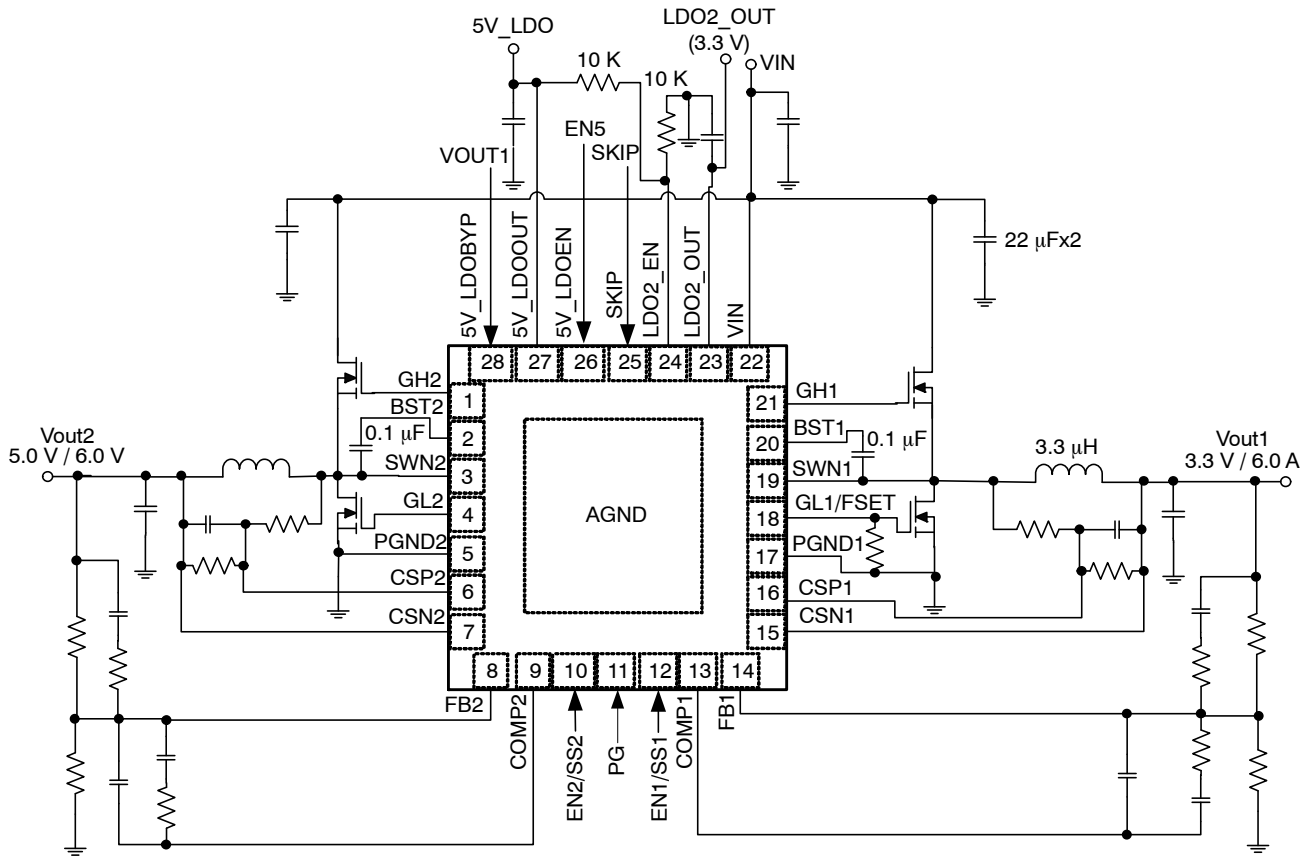 LDO2_OUT
(3.3 V)
5V_LDO
10 K
10 K
VIN
EN5
SKIP
VOUT1
22 µFx2
5V_LDOBYP
5V_LDOOUT
5V_LDOEN
SKIP
LDO2_EN
LDO2_OUT
VIN
28
27
26
25
24
23
22
GH2
1
BST2
2
0.1 µF
SWN2
3
GL2
4
PGND2
5
CSP2
6
CSN2
7
Vout2
5.0 V / 6.0 V
AGND
21
GH1
20
BST1
0.1 µF
19
SWN1
18
GL1/FSET
17
PGND1
16
CSP1
15
CSN1
3.3 µH
Vout1
3.3 V / 6.0 A
8
9
10
11
12
13
14
FB2
COMP2
EN2/SS2
PG
EN1/SS1
COMP1
FB1